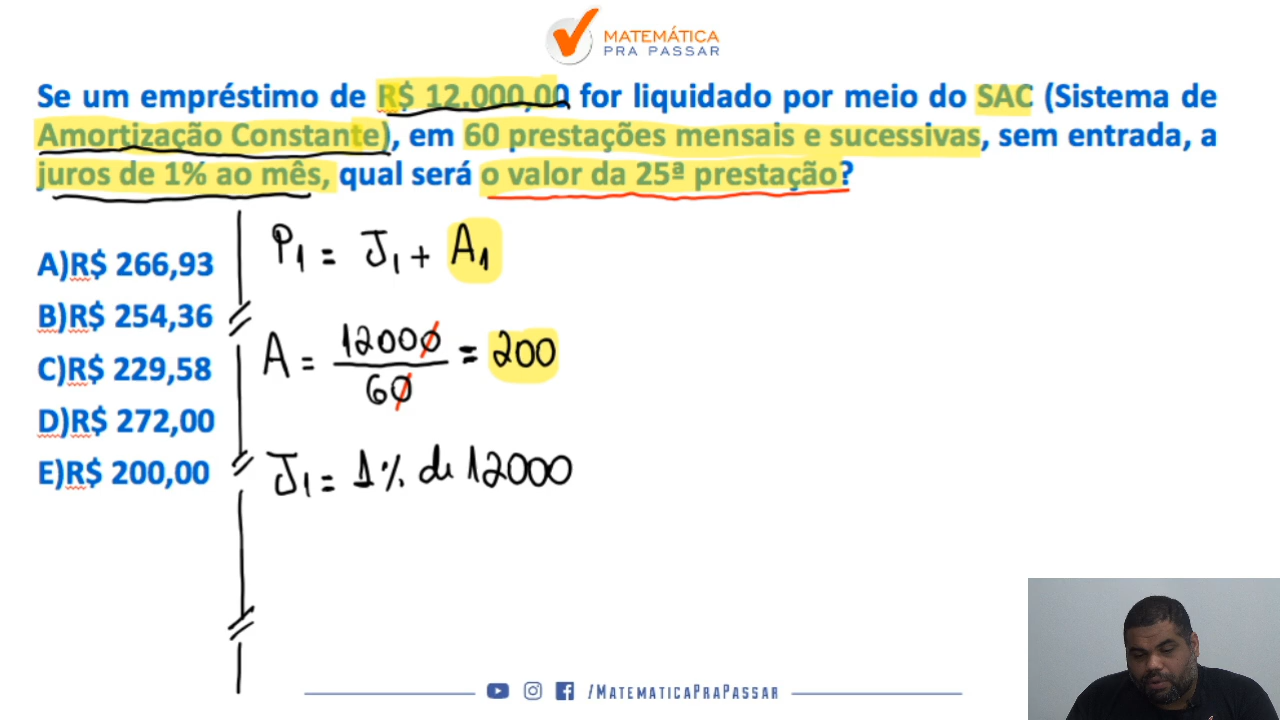 MATEMÁTICA
PRA PASSAR
Se um empréstimo de R$ 12.000,00 for liquidado por meio do SAC (Sistema de
Amortização Constante), em 60 prestações mensais e sucessivas, sem entrada, a
juros de 1% ao mês, qual será o valor da 25ª prestação?
A)R$ 266,93
B)R$ 254,36
C)R$ 229,58
D)R$ 272,00
E)R$ 200,00
P1 = J1 + A1
A = 12000/60 = 200
J1 = 1% de 12000
/MATEMATICAPRAPASSAR